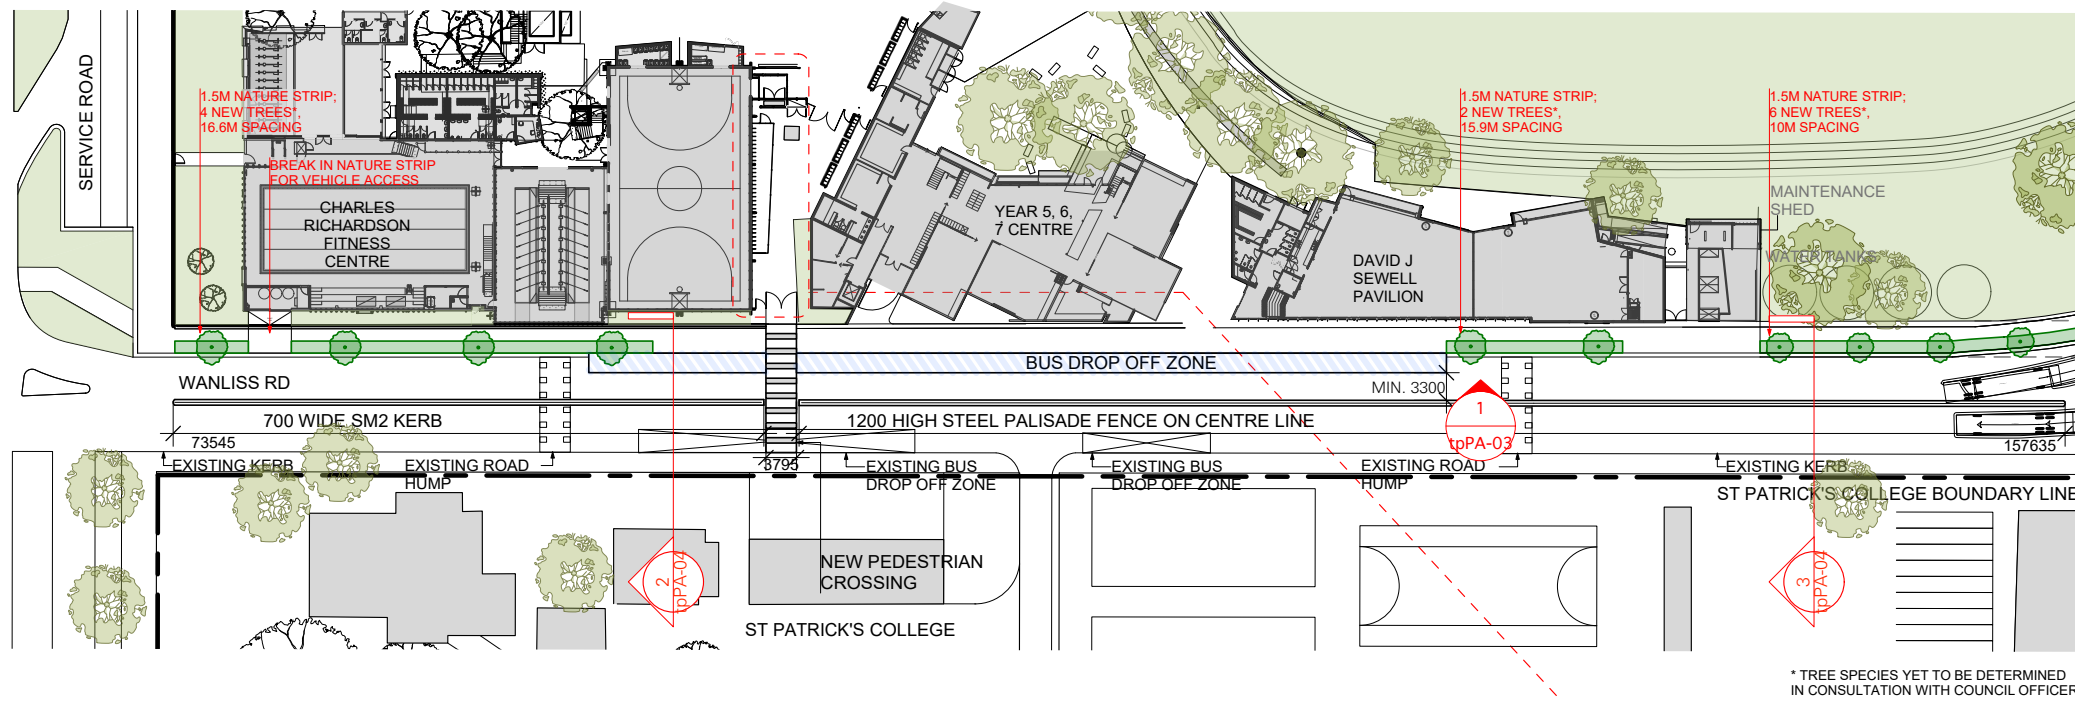 SERVICE ROAD
1.5M NATURE STRIP;
4 NEW TREES*,
16.6M SPACING
BREAK IN NATURE STRIP
FOR VEHICLE ACCESS
CHARLES
RICHARDSON
FITNESS
CENTRE
YEAR 5, 6,
7 CENTRE
1.5M NATURE STRIP;
2 NEW TREES*,
15.9M SPACING
1.5M NATURE STRIP;
6 NEW TREES*,
10M SPACING
MAINTENANCE
SHED
WATER TANKS
DAVID J
SEWELL
PAVILION
BUS DROP OFF ZONE
WANLISS RD
MIN. 3300
700 WIDE SM2 KERB
1200 HIGH STEEL PALISADE FENCE ON CENTRE LINE
1
tpPA-03
73545
3795
157635
EXISTING KERB
EXISTING ROAD
HUMP
EXISTING BUS
DROP OFF ZONE
EXISTING BUS
DROP OFF ZONE
EXISTING ROAD
HUMP
EXISTING KERB
ST PATRICK'S COLLEGE BOUNDARY LINE
2
tpPA-04
NEW PEDESTRIAN
CROSSING
3
tpPA-04
ST PATRICK'S COLLEGE
* TREE SPECIES YET TO BE DETERMINED
IN CONSULTATION WITH COUNCIL OFFICER